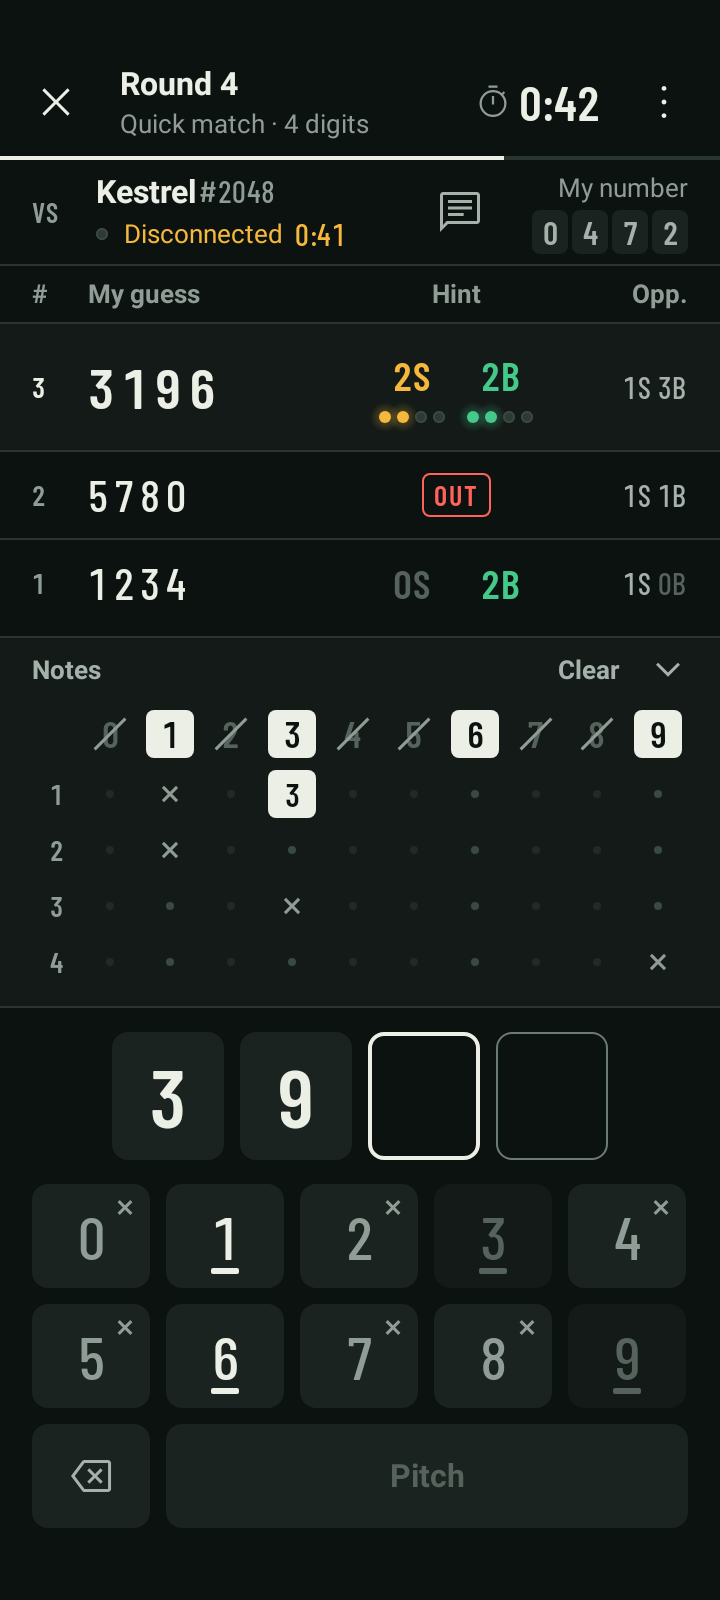 Round 4
0:42
Quick match · 4 digits
VS
Kestrel #2048
Disconnected 0:41
My number
0 4 7 2
# My guess Hint Opp.
3 3196 2S 2B 1S 3B
2 5780 OUT 1S 1B
1 1234 0S 2B 1S 0B
Notes Clear
0 1 2 3 4 5 6 7 8 9
1 × 3
2 ×
3 ×
4 ×
3 9
0 × 1 2 × 3 4 ×
5 × 6 7 × 8 × 9
Pitch